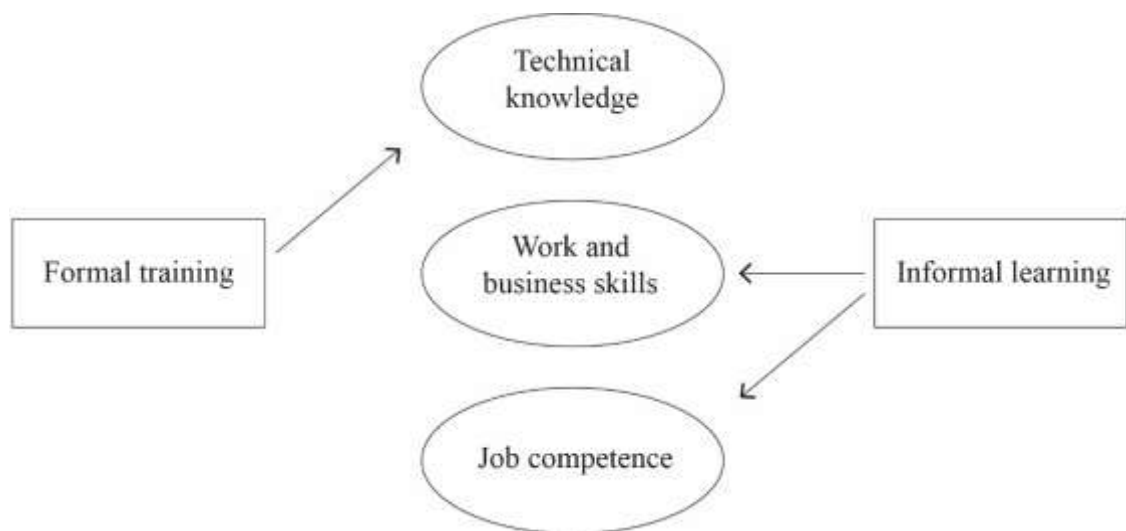 Technical
knowledge
Formal training
Work and
business skills
Informal learning
Job competence